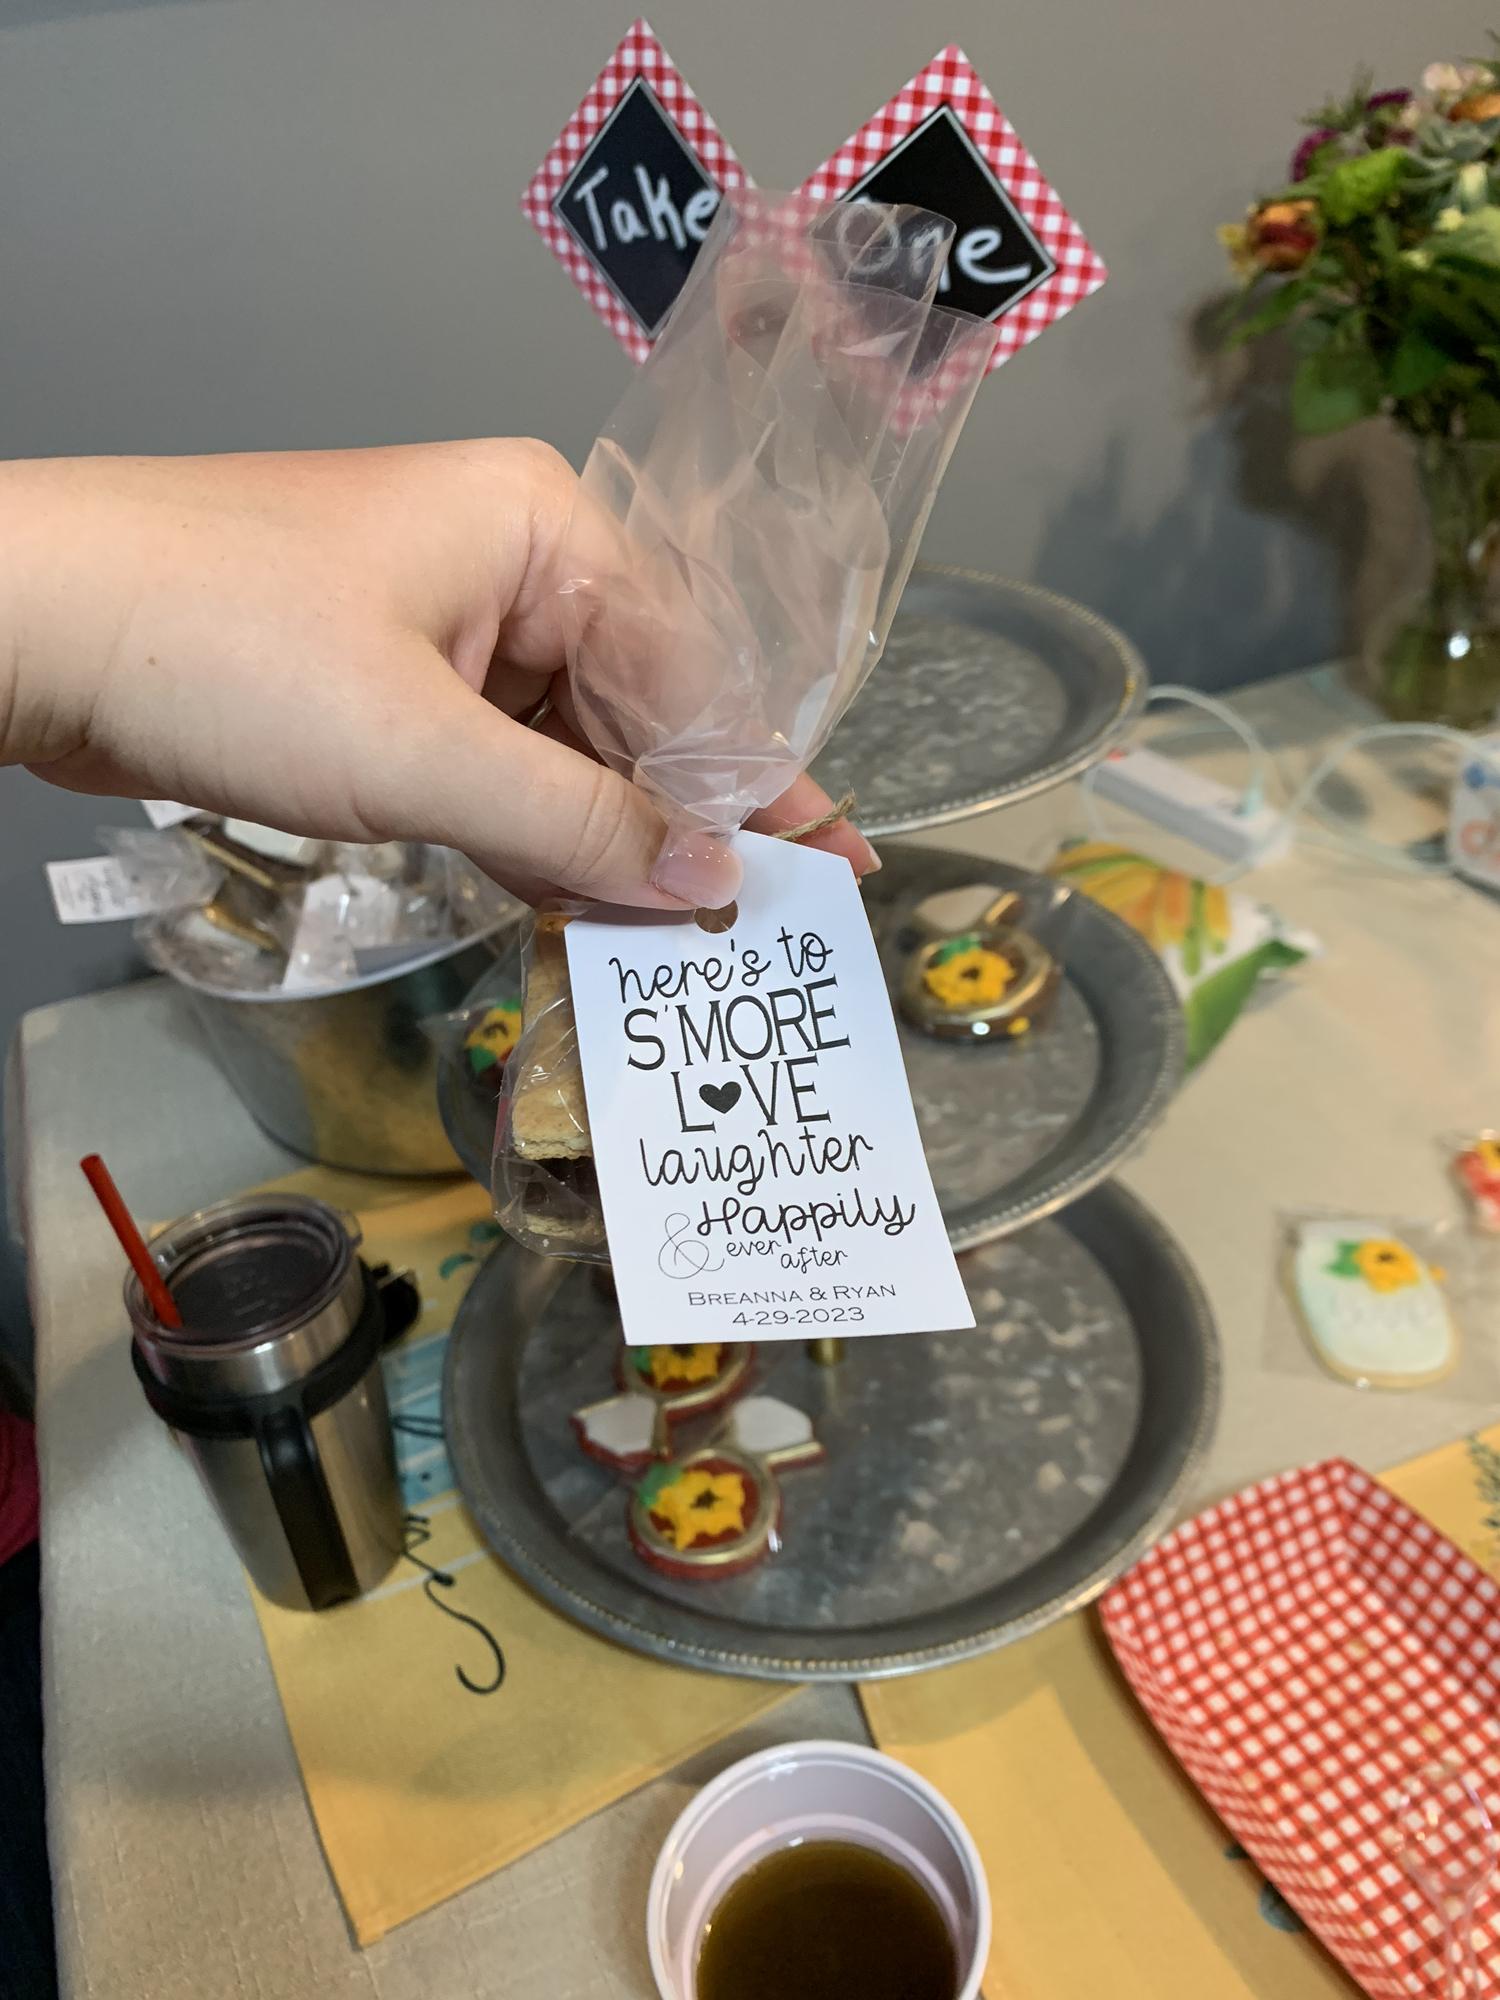 Take One
here's to
S'MORE
LOVE
laughter
& Happily
ever after
BREANNA & RYAN
4-29-2023